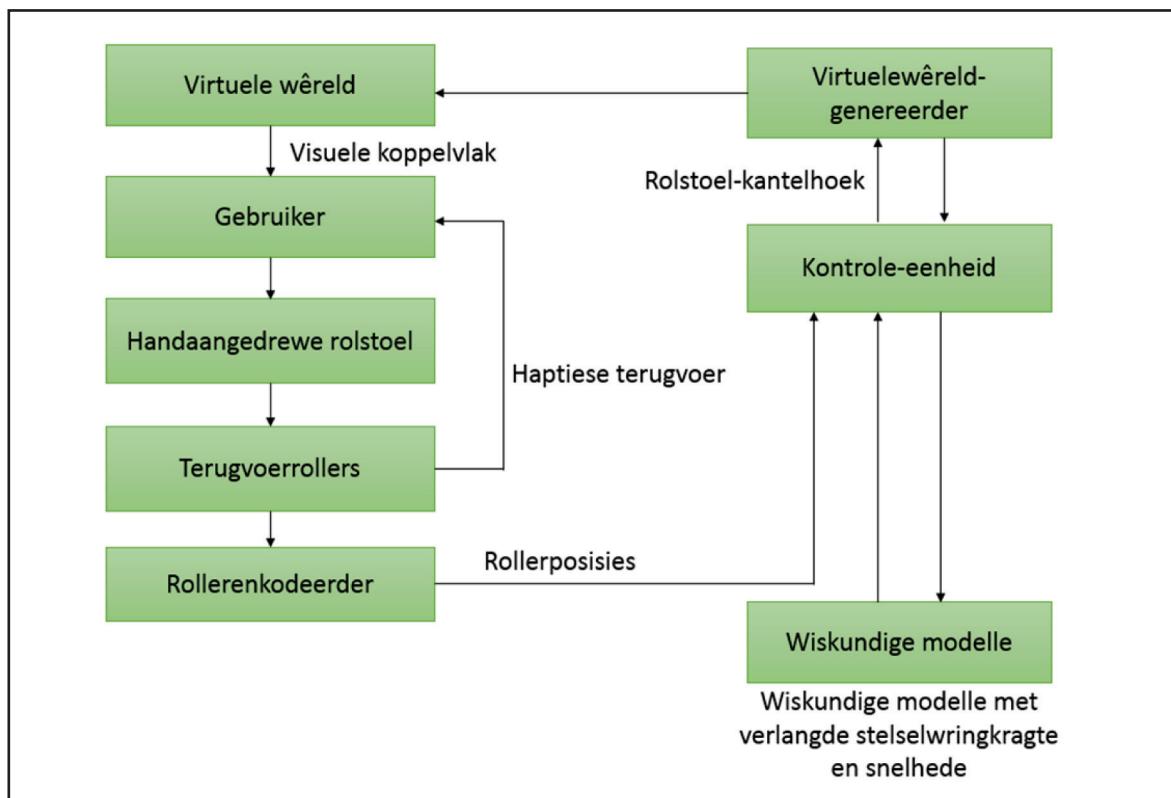 Virtuele wêreld
Visuele koppelvlak
Gebruiker
Handaangedrewe rolstoel
Haptiese terugvoer
Terugvoerrollers
Rollerenkodeerder
Rollerposisies
Virtuelewêreld-
genereerder
Rolstoel-kantelhoek
Kontrole-eenheid
Wiskundige modelle
Wiskundige modelle met
verlangde stelselwringkragte
en snelhede